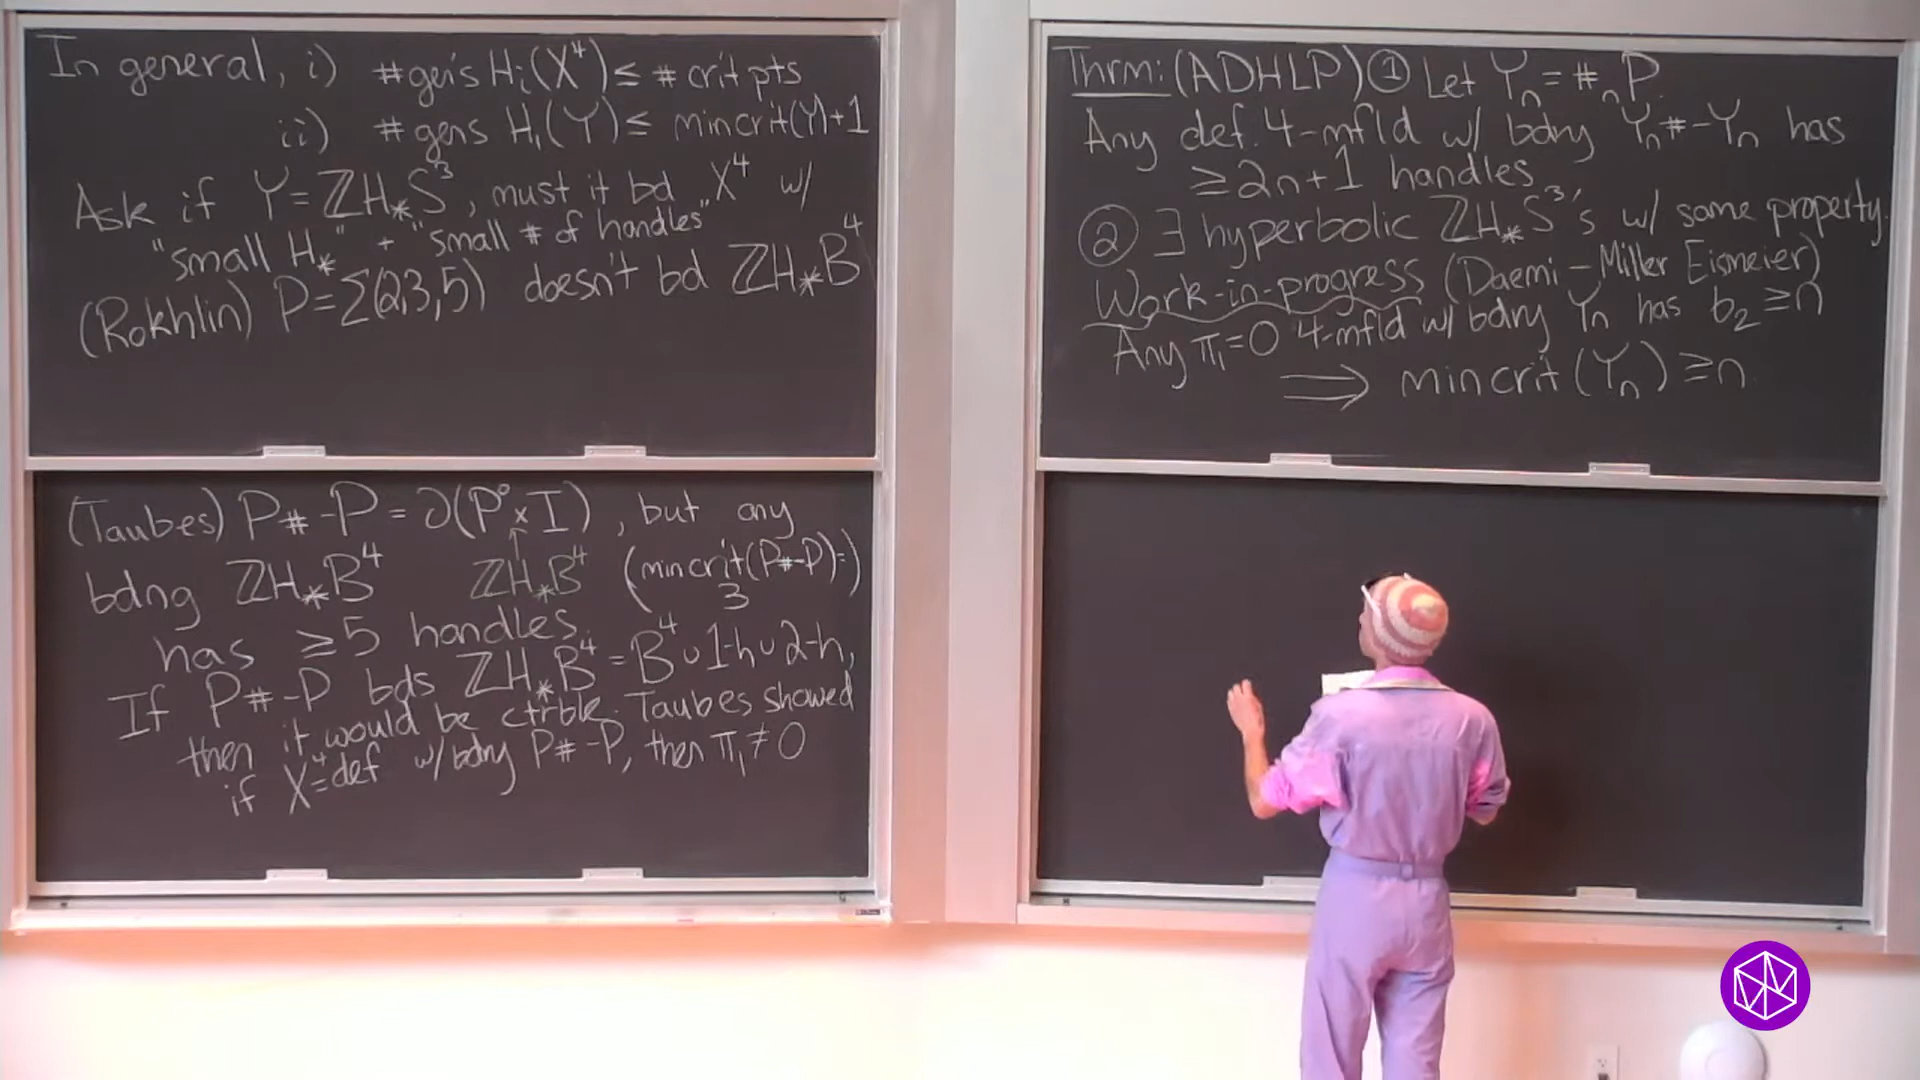 In general, i) #gens Hi(X⁴) ≤ # crit pts
ii) #gens H₁(Y) ≤ mincrit(Y)+1
Ask if Y=ℤH⁎S³, must it bd X⁴ w/
"small H⁎" + "small # of handles"
(Rokhlin) P=Σ(2,3,5) doesn't bd ℤH⁎B⁴
(Taubes) P#-P = ∂(P°×I), but any
bdng ℤH⁎B⁴ ↑ ℤH⁎B⁴ (mincrit(P#-P)=
3)
has ≥5 handles
If P#-P bds ℤH⁎B⁴ = B⁴∪1-h∪2-h,
then it would be ctrble. Taubes showed
if X⁴=def w/bdry P#-P, then π₁≠0
Thrm: (ADHLP) ① Let Yₙ = #ₙP.
Any def. 4-mfld w/ bdry Yₙ#-Yₙ has
≥2n+1 handles
② ∃ hyperbolic ℤH⁎S³'s w/ same property.
Work-in-progress (Daemi-Miller Eismeier)
Any π₁=0 4-mfld w/ bdry Yₙ has b₂≥n
⟹ mincrit(Yₙ)≥n.